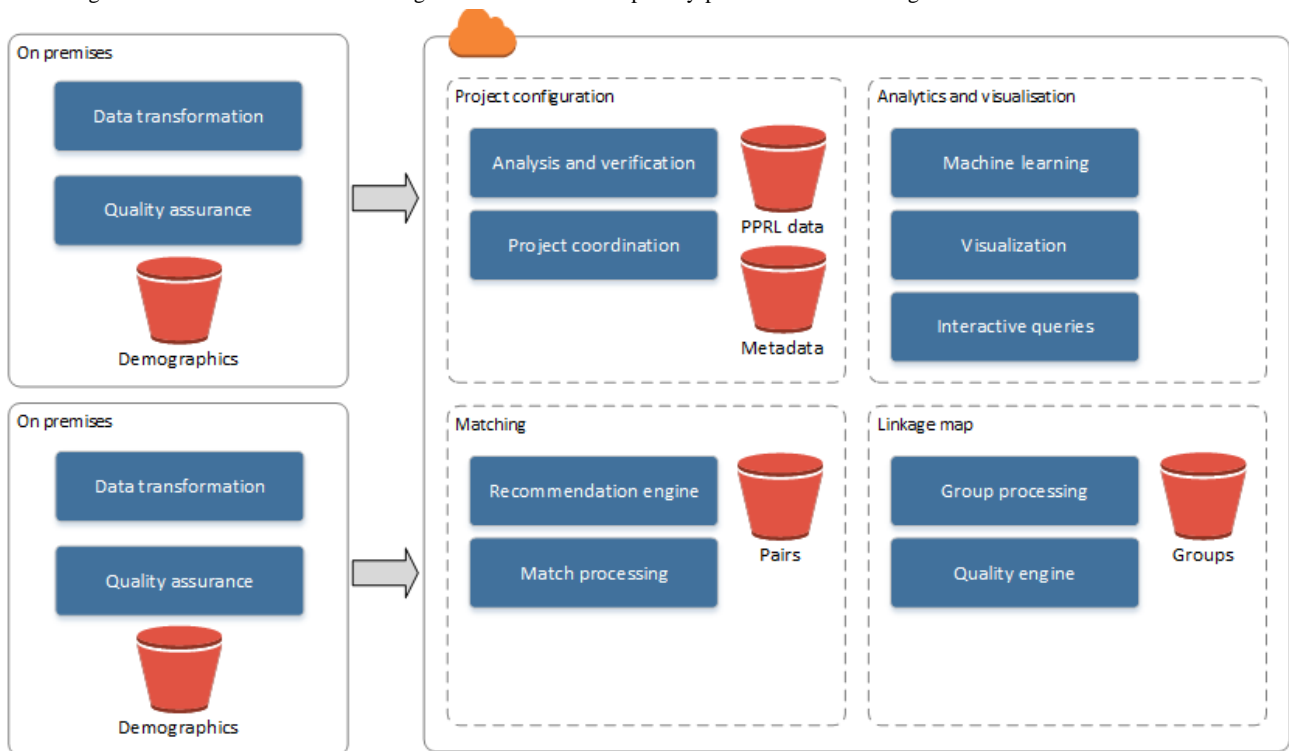 On premises
Data transformation
Quality assurance
Demographics
On premises
Data transformation
Quality assurance
Demographics
Project configuration
Analysis and verification
Project coordination
PPRL data
Metadata
Analytics and visualisation
Machine learning
Visualization
Interactive queries
Matching
Recommendation engine
Match processing
Pairs
Linkage map
Group processing
Quality engine
Groups